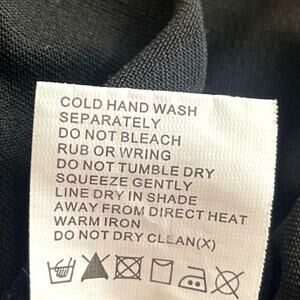 COLD HAND WASH
SEPARATELY
DO NOT BLEACH
RUB OR WRING
DO NOT TUMBLE DRY
SQUEEZE GENTLY
LINE DRY IN SHADE
AWAY FROM DIRECT HEAT
WARM IRON
DO NOT DRY CLEAN(X)